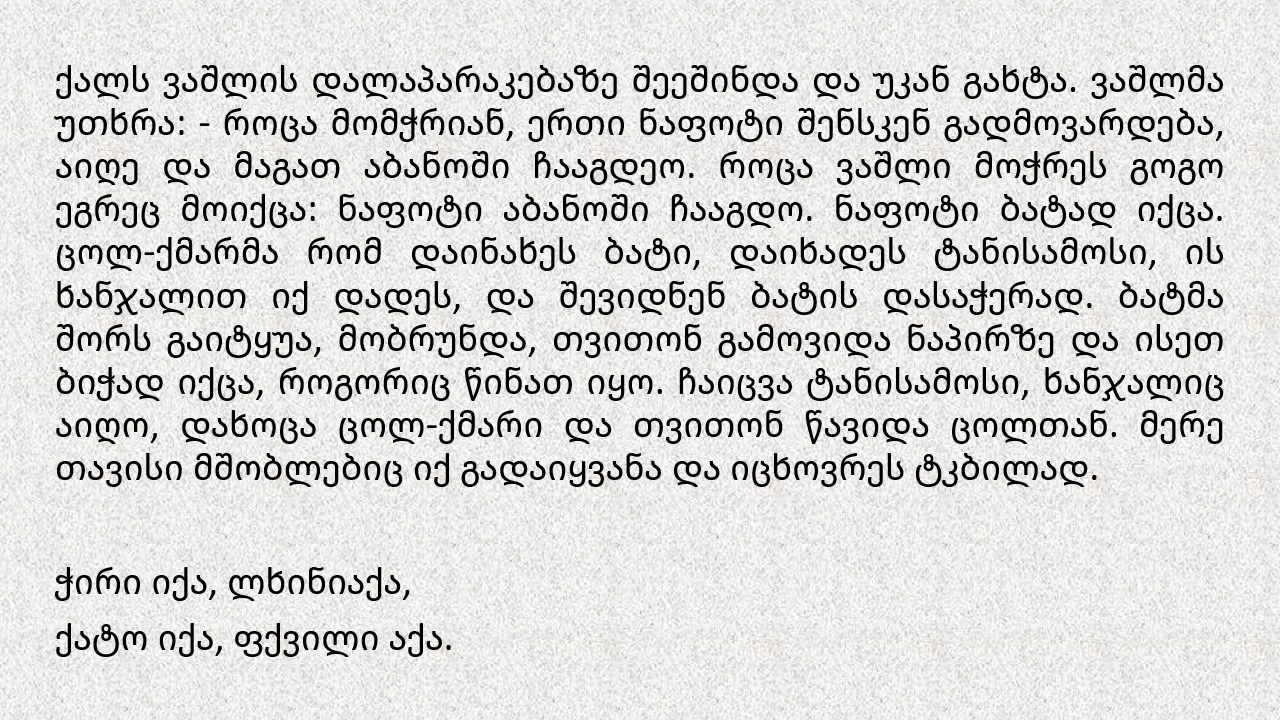 ქალს ვაშლის დალაპარაკებაზე შეეშინდა და უკან გახტა. ვაშლმა
უთხრა: - როცა მომჭრიან, ერთი ნაფოტი შენსკენ გადმოვარდება,
აიღე და მაგათ აბანოში ჩააგდეო. როცა ვაშლი მოჭრეს გოგო
ეგრეც მოიქცა: ნაფოტი აბანოში ჩააგდო. ნაფოტი ბატად იქცა.
ცოლ-ქმარმა რომ დაინახეს ბატი, დაიხადეს ტანისამოსი, ის
ხანჯალით იქ დადეს, და შევიდნენ ბატის დასაჭერად. ბატმა
შორს გაიტყუა, მობრუნდა, თვითონ გამოვიდა ნაპირზე და ისეთ
ბიჭად იქცა, როგორიც წინათ იყო. ჩაიცვა ტანისამოსი, ხანჯალიც
აიღო, დახოცა ცოლ-ქმარი და თვითონ წავიდა ცოლთან. მერე
თავისი მშობლებიც იქ გადაიყვანა და იცხოვრეს ტკბილად.
ჭირი იქა, ლხინიაქა,
ქატო იქა, ფქვილი აქა.